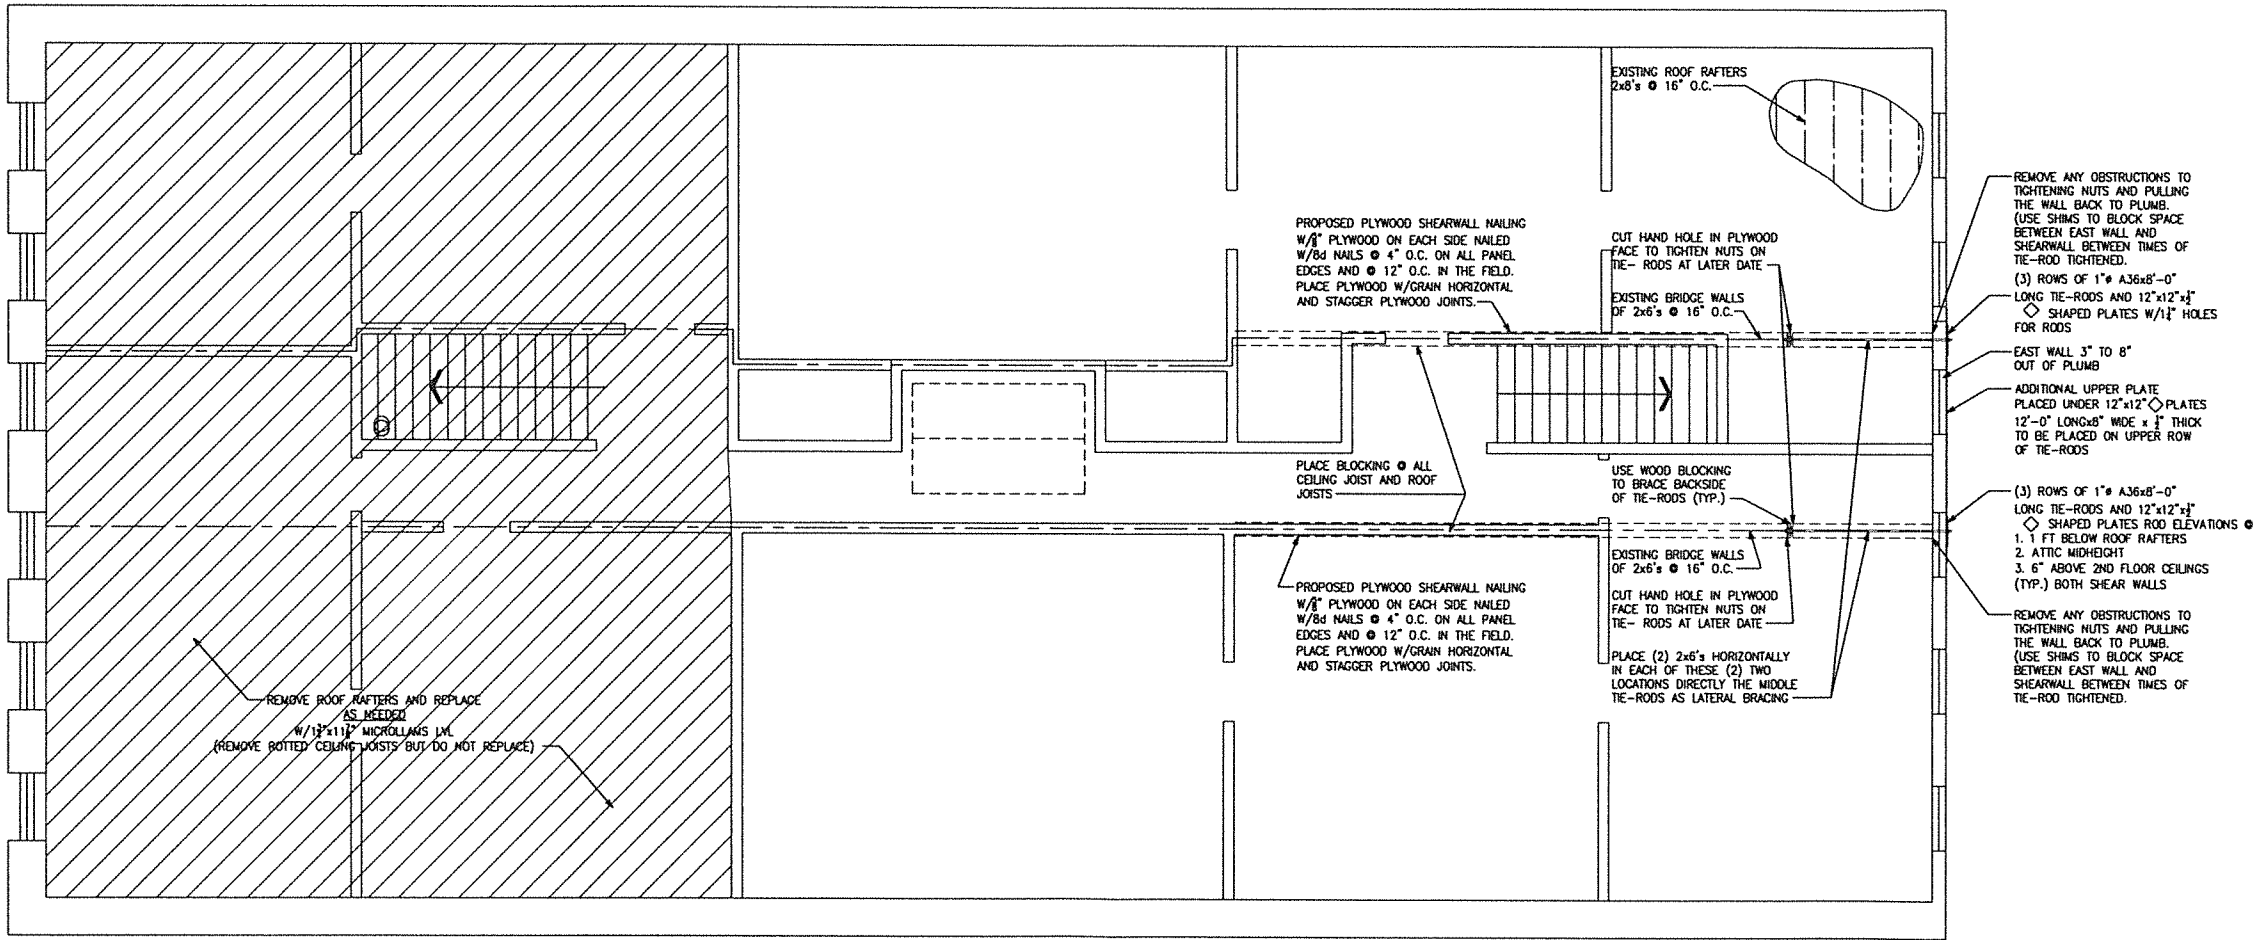 EXISTING ROOF RAFTERS
2x8's @ 16" O.C.
PROPOSED PLYWOOD SHEARWALL NAILING
PLYWOOD ON EACH SIDE NAILED
W/8d NAILS @ 4" O.C. ON ALL PANEL
EDGES AND @ 12" O.C. IN THE FIELD.
PLACE PLYWOOD W/GRAIN HORIZONTAL
AND STAGGER PLYWOOD JOINTS.
CUT HAND HOLE IN PLYWOOD
FACE TO TIGHTEN NUTS ON
TIE- RODS AT LATER DATE
EXISTING BRIDGE WALLS
OF 2x6's @ 16" O.C.
REMOVE ANY OBSTRUCTIONS TO
TIGHTENING NUTS AND PULLING
THE WALL BACK TO PLUMB.
(USE SHIMS TO BLOCK SPACE
BETWEEN EAST WALL AND
SHEARWALL BETWEEN TIMES OF
TIE-ROD TIGHTENED.
(3) ROWS OF 1"ø A36x8'-0"
LONG TIE-RODS AND
SHAPED PLATES HOLES
FOR RODS
EAST WALL 3" TO 8"
OUT OF PLUMB
ADDITIONAL UPPER PLATE
PLACED UNDER 12"x12" ◇ PLATES
12'-0" LONGx8" WIDE x THICK
TO BE PLACED ON UPPER ROW
OF TIE-RODS
PLACE BLOCKING @ ALL
CEILING JOIST AND ROOF
JOISTS
USE WOOD BLOCKING
TO BRACE BACKSIDE
OF TIE-RODS (TYP.)
(3) ROWS OF 1"ø A36x8'-0"
LONG TIE-RODS AND
◇ SHAPED PLATES ROD ELEVATIONS @
1. 1 FT BELOW ROOF RAFTERS
2. ATTIC MIDHEIGHT
3. 6" ABOVE 2ND FLOOR CEILINGS
(TYP.) BOTH SHEAR WALLS
EXISTING BRIDGE WALLS
OF 2x6's @ 16" O.C.
PROPOSED PLYWOOD SHEARWALL NAILING
PLYWOOD ON EACH SIDE NAILED
W/8d NAILS @ 4" O.C. ON ALL PANEL
EDGES AND @ 12" O.C. IN THE FIELD.
PLACE PLYWOOD W/GRAIN HORIZONTAL
AND STAGGER PLYWOOD JOINTS.
CUT HAND HOLE IN PLYWOOD
FACE TO TIGHTEN NUTS ON
TIE- RODS AT LATER DATE
PLACE (2) 2x6's HORIZONTALLY
IN EACH OF THESE (2) TWO
LOCATIONS DIRECTLY THE MIDDLE
TIE-RODS AS LATERAL BRACING
REMOVE ANY OBSTRUCTIONS TO
TIGHTENING NUTS AND PULLING
THE WALL BACK TO PLUMB.
(USE SHIMS TO BLOCK SPACE
BETWEEN EAST WALL AND
SHEARWALL BETWEEN TIMES OF
TIE-ROD TIGHTENED.
REMOVE ROOF RAFTERS AND REPLACE
AS NEEDED
MICROLLAMS LVL
(REMOVE ROTTED CEILING JOISTS BUT DO NOT REPLACE)